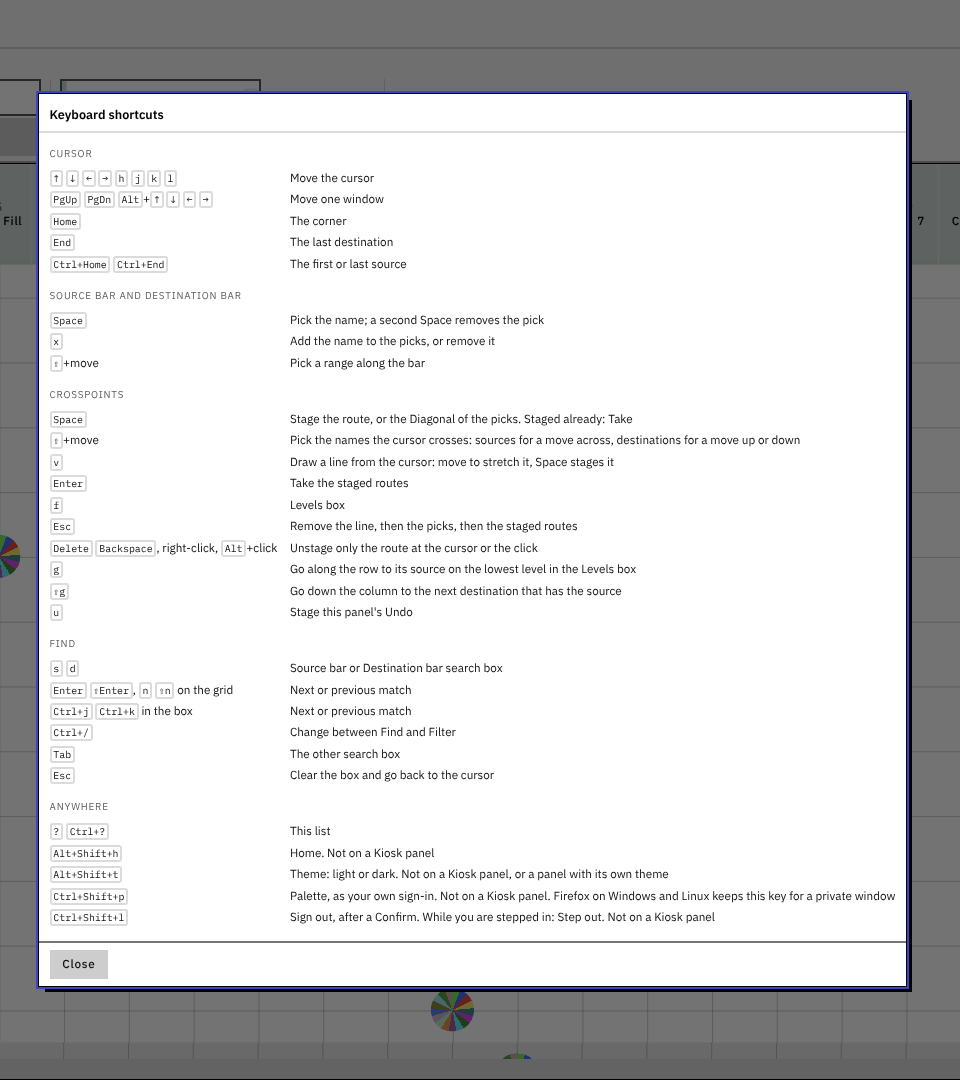 Keyboard shortcuts
CURSOR
↑ ↓ ← → h j k l Move the cursor
PgUp PgDn Alt+↑ ↓ ← → Move one window
Home The corner
End The last destination
Ctrl+Home Ctrl+End The first or last source
SOURCE BAR AND DESTINATION BAR
Space Pick the name; a second Space removes the pick
x Add the name to the picks, or remove it
⇧+move Pick a range along the bar
CROSSPOINTS
Space Stage the route, or the Diagonal of the picks. Staged already: Take
⇧+move Pick the names the cursor crosses: sources for a move across, destinations for a move up or down
v Draw a line from the cursor: move to stretch it, Space stages it
Enter Take the staged routes
f Levels box
Esc Remove the line, then the picks, then the staged routes
Delete Backspace, right-click, Alt+click Unstage only the route at the cursor or the click
g Go along the row to its source on the lowest level in the Levels box
⇧g Go down the column to the next destination that has the source
u Stage this panel's Undo
FIND
s d Source bar or Destination bar search box
Enter ⇧Enter, n ⇧n on the grid Next or previous match
Ctrl+j Ctrl+k in the box Next or previous match
Ctrl+/ Change between Find and Filter
Tab The other search box
Esc Clear the box and go back to the cursor
ANYWHERE
? Ctrl+? This list
Alt+Shift+h Home. Not on a Kiosk panel
Alt+Shift+t Theme: light or dark. Not on a Kiosk panel, or a panel with its own theme
Ctrl+Shift+p Palette, as your own sign-in. Not on a Kiosk panel. Firefox on Windows and Linux keeps this key for a private window
Ctrl+Shift+l Sign out, after a Confirm. While you are stepped in: Step out. Not on a Kiosk panel
Close
Fill
7